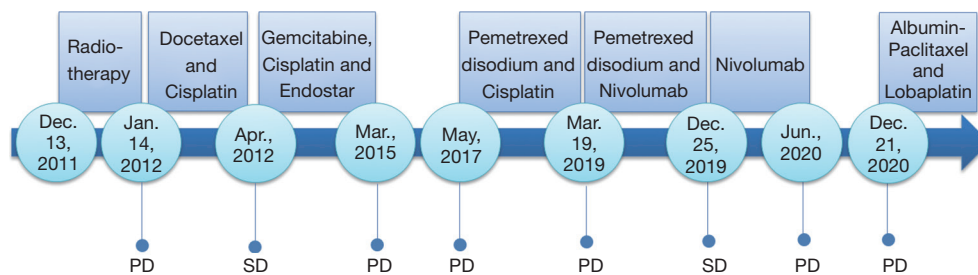 Radio-
therapy
Docetaxel
and
Cisplatin
Gemcitabine,
Cisplatin and
Endostar
Pemetrexed
disodium and
Cisplatin
Pemetrexed
disodium and
Nivolumab
Nivolumab
Albumin-
Paclitaxel
and
Lobaplatin
Dec.
13,
2011
Jan.
14,
2012
Apr.,
2012
Mar.,
2015
May,
2017
Mar.
19,
2019
Dec.
25,
2019
Jun.,
2020
Dec.
21,
2020
PD
SD
PD
PD
PD
SD
PD
PD